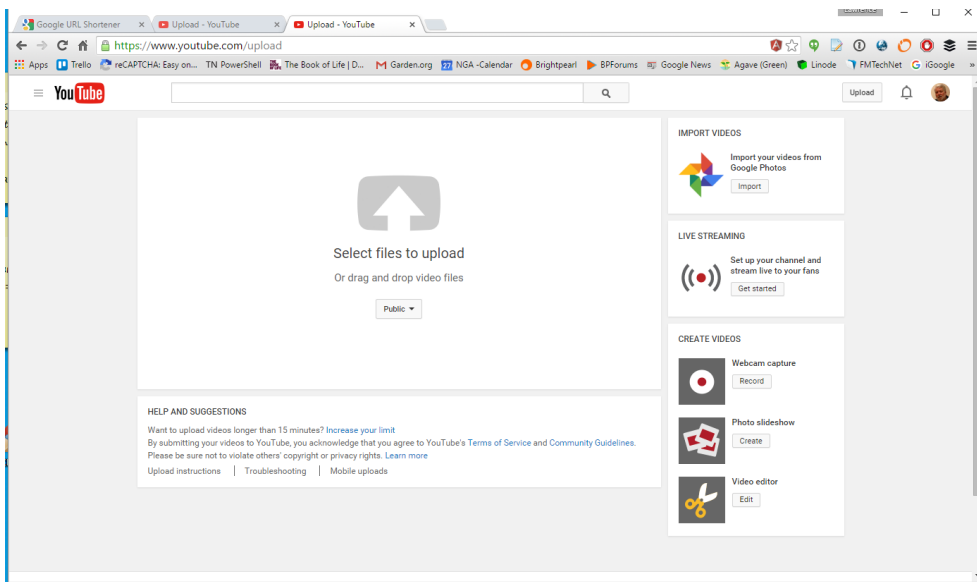 Google URL Shortener
Upload - YouTube
Upload - YouTube
https://www.youtube.com/upload
Apps Trello reCAPTCHA: Easy on... TN PowerShell The Book of Life | D... Garden.org 27 NGA -Calendar Brightpearl BPForums Google News Agave (Green) Linode FMTechNet G iGoogle »
YouTube
Upload
Select files to upload
Or drag and drop video files
Public
HELP AND SUGGESTIONS
Want to upload videos longer than 15 minutes? Increase your limit
By submitting your videos to YouTube, you acknowledge that you agree to YouTube's Terms of Service and Community Guidelines.
Please be sure not to violate others' copyright or privacy rights. Learn more
Upload instructions | Troubleshooting | Mobile uploads
IMPORT VIDEOS
Import your videos from
Google Photos
Import
LIVE STREAMING
Set up your channel and
stream live to your fans
Get started
CREATE VIDEOS
Webcam capture
Record
Photo slideshow
Create
Video editor
Edit